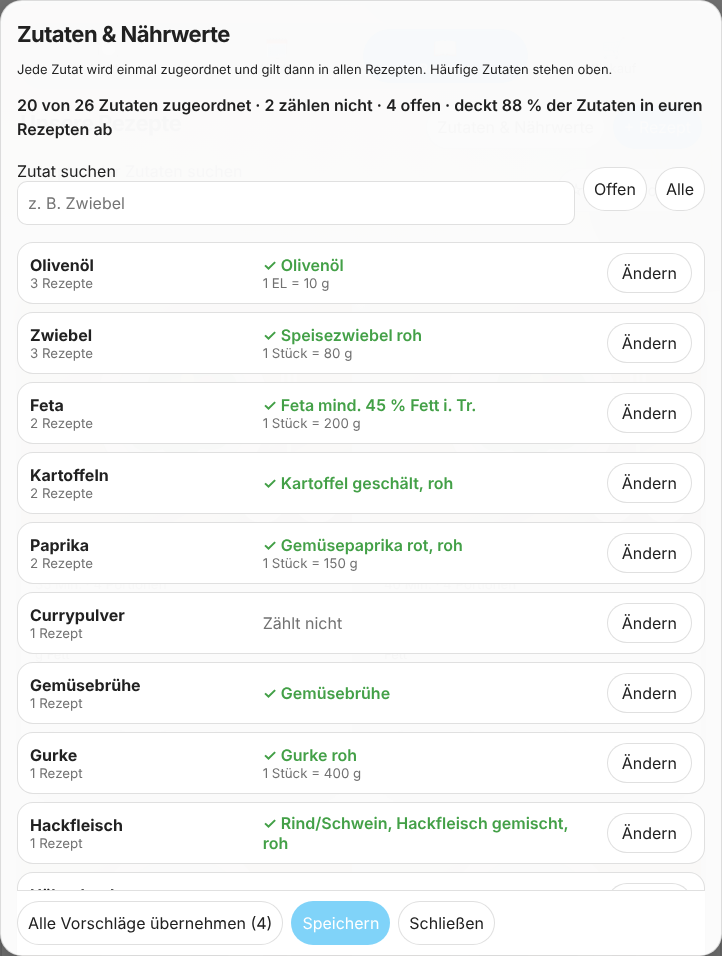 Zutaten & Nährwerte
Jede Zutat wird einmal zugeordnet und gilt dann in allen Rezepten. Häufige Zutaten stehen oben.
20 von 26 Zutaten zugeordnet · 2 zählen nicht · 4 offen · deckt 88 % der Zutaten in euren
Rezepten ab
Zutat suchen
z. B. Zwiebel
Offen
Alle
Olivenöl
3 Rezepte
✓ Olivenöl
1 EL = 10 g
Ändern
Zwiebel
3 Rezepte
✓ Speisezwiebel roh
1 Stück = 80 g
Ändern
Feta
2 Rezepte
✓ Feta mind. 45 % Fett i. Tr.
1 Stück = 200 g
Ändern
Kartoffeln
2 Rezepte
✓ Kartoffel geschält, roh
Ändern
Paprika
2 Rezepte
✓ Gemüsepaprika rot, roh
1 Stück = 150 g
Ändern
Currypulver
1 Rezept
Zählt nicht
Ändern
Gemüsebrühe
1 Rezept
✓ Gemüsebrühe
Ändern
Gurke
1 Rezept
✓ Gurke roh
1 Stück = 400 g
Ändern
Hackfleisch
1 Rezept
✓ Rind/Schwein, Hackfleisch gemischt,
roh
Ändern
Alle Vorschläge übernehmen (4)
Speichern
Schließen